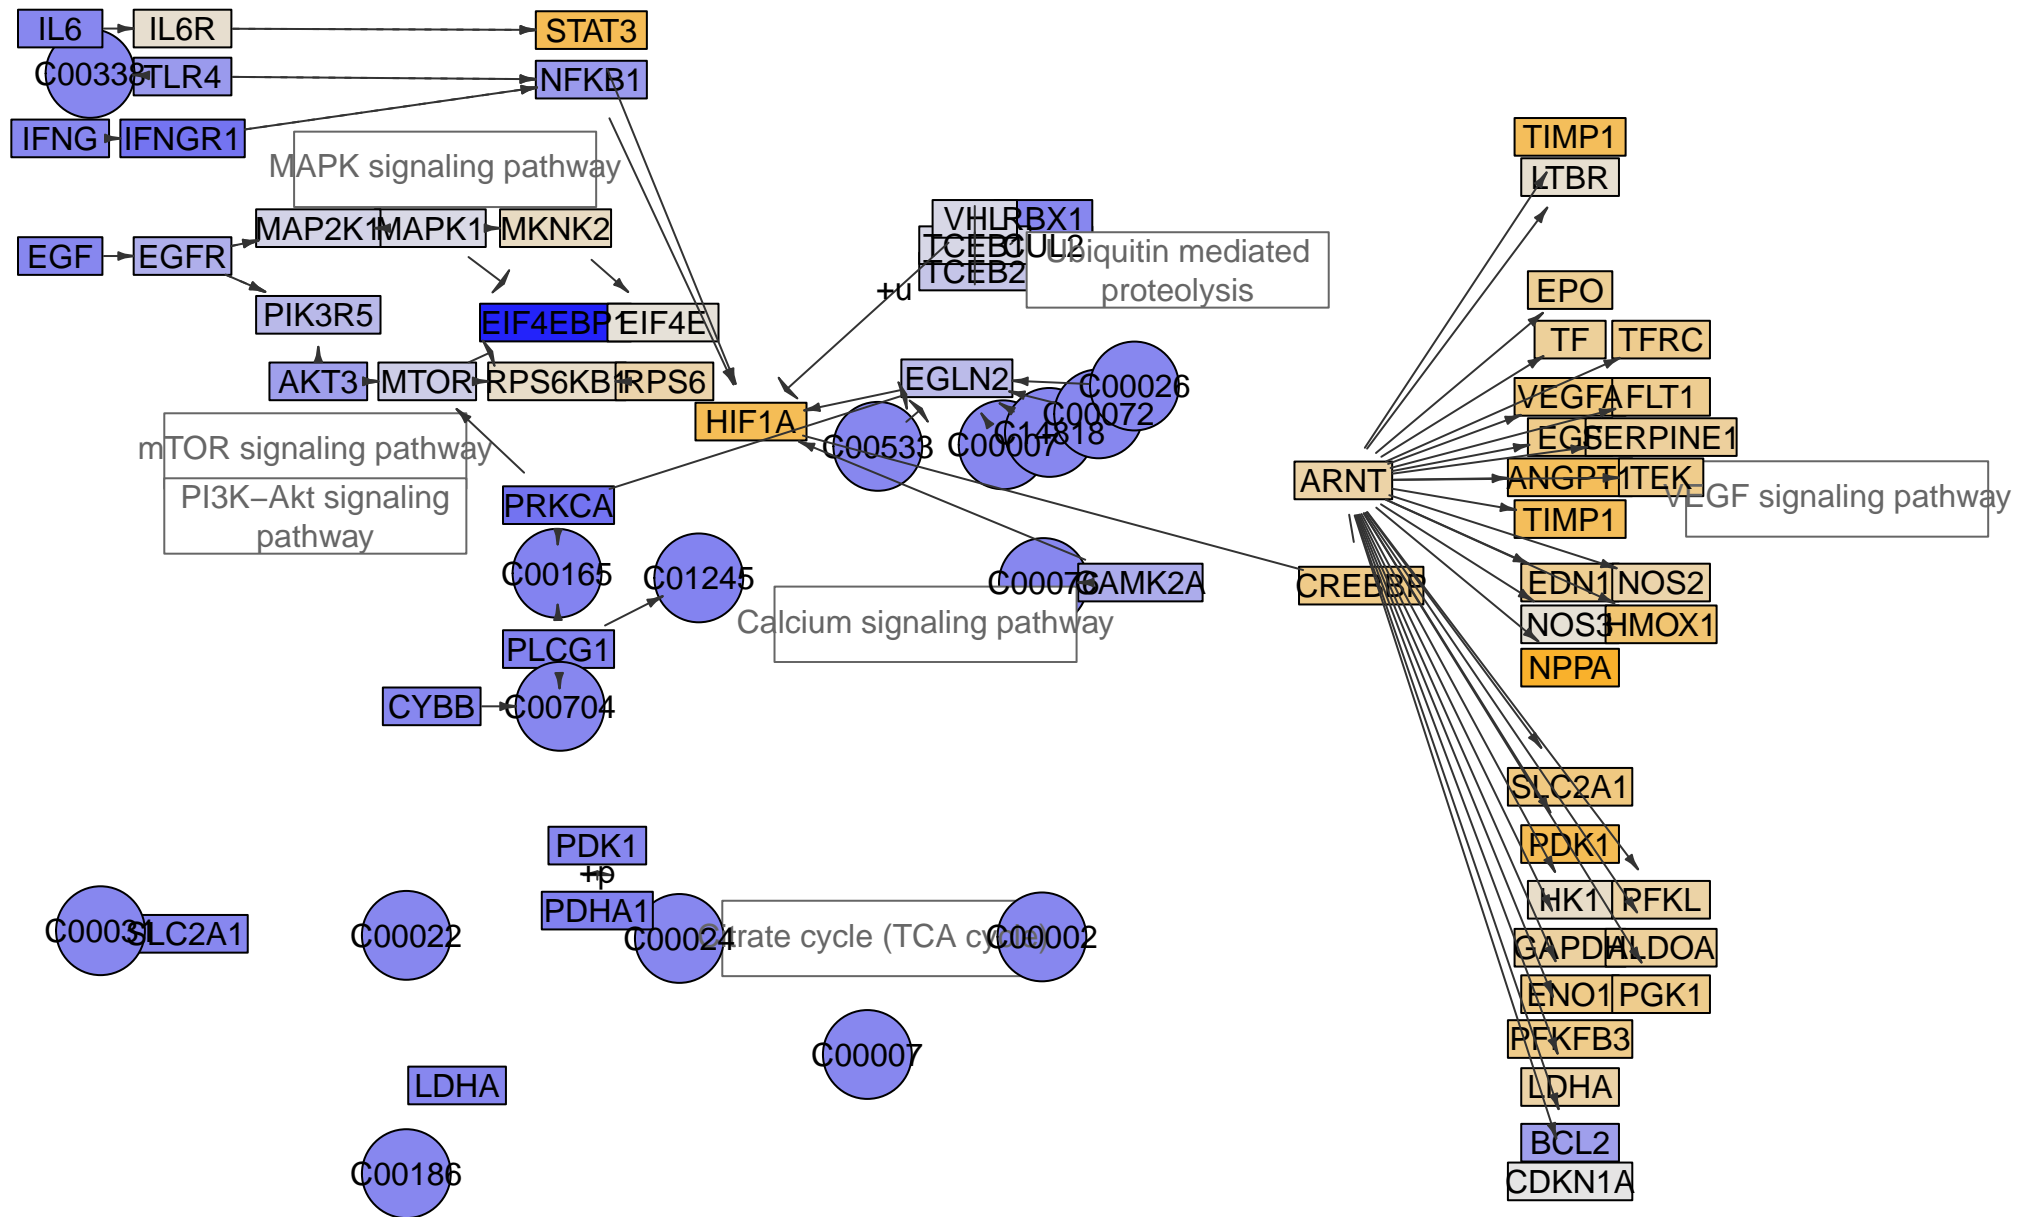 IL6
IL6R
STAT3
C00338
TLR4
NFKB1
IFNG
IFNGR1
MAPK signaling pathway
TIMP1
LTBR
MAP2K1
MAPK1
MKNK2
VHL
RBX1
EGF
EGFR
TCEB1
CUL2
TCEB2
Ubiquitin mediated
proteolysis
+u
PIK3R5
EIF4EBP1
EIF4E
EPO
TF
TFRC
AKT3
MTOR
RPS6KB1
RPS6
EGLN2
C00026
HIF1A
C00072
C14818
C00007
C00533
VEGFA
FLT1
EGF
SERPINE1
mTOR signaling pathway
PI3K–Akt signaling
pathway
PRKCA
ARNT
ANGPT1
TEK
VEGF signaling pathway
TIMP1
C00165
C01245
C00076
CAMK2A
CREBBP
EDN1
NOS2
Calcium signaling pathway
NOS3
HMOX1
PLCG1
NPPA
CYBB
C00704
SLC2A1
PDK1
+p
PDK1
PDHA1
HK1
PFKL
C00031
SLC2A1
C00022
C00024
Citrate cycle (TCA cycle)
C00002
GAPDH
ALDOA
ENO1
PGK1
C00007
PFKFB3
LDHA
LDHA
BCL2
C00186
CDKN1A